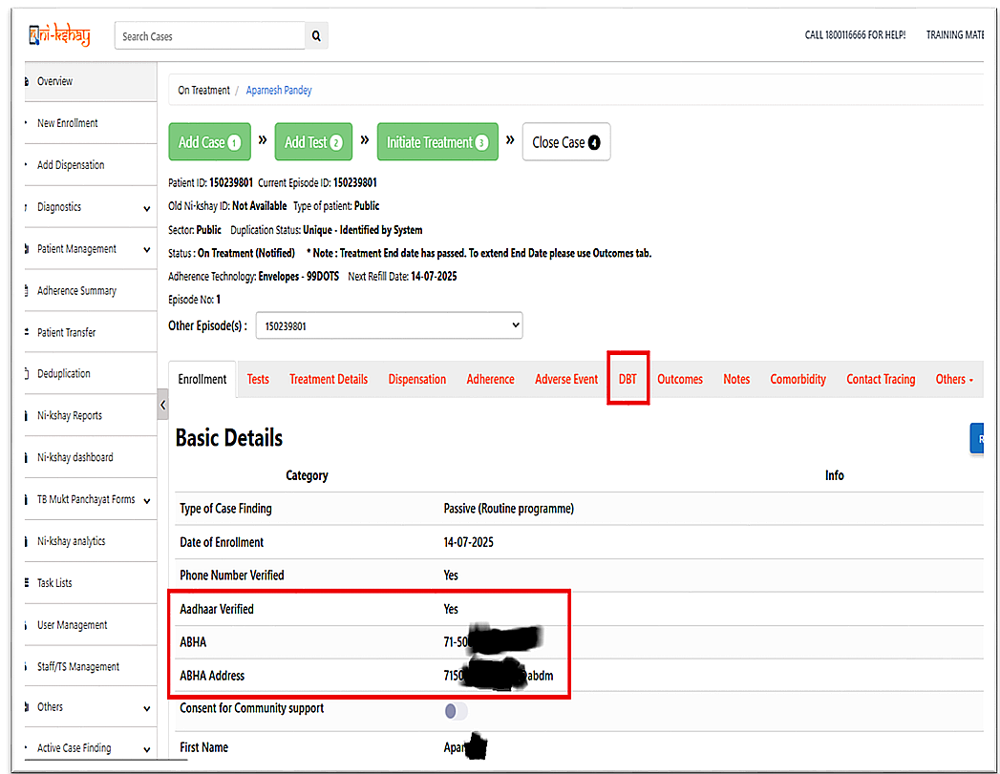 ni-kshay
Search Cases
CALL 1800116666 FOR HELP! TRAINING MATE
Overview
New Enrollment
Add Dispensation
Diagnostics
Patient Management
Adherence Summary
Patient Transfer
Deduplication
Ni-kshay Reports
Ni-kshay dashboard
TB Mukt Panchayat Forms
Ni-kshay analytics
Task Lists
User Management
Staff/TS Management
Others
Active Case Finding
On Treatment / Aparnesh Pandey
Add Case 1 » Add Test 2 » Initiate Treatment 3 » Close Case 4
Patient ID: 150239801 Current Episode ID: 150239801
Old Ni-kshay ID: Not Available Type of patient: Public
Sector: Public Duplication Status: Unique - Identified by System
Status : On Treatment (Notified) * Note : Treatment End date has passed. To extend End Date please use Outcomes tab.
Adherence Technology: Envelopes - 99DOTS Next Refill Date: 14-07-2025
Episode No: 1
Other Episode(s) : 150239801
Enrollment Tests Treatment Details Dispensation Adherence Adverse Event DBT Outcomes Notes Comorbidity Contact Tracing Others
Basic Details
R
Category Info
Type of Case Finding Passive (Routine programme)
Date of Enrollment 14-07-2025
Phone Number Verified Yes
Aadhaar Verified Yes
ABHA 71-50
ABHA Address 7150 abdm
Consent for Community support
First Name Apar